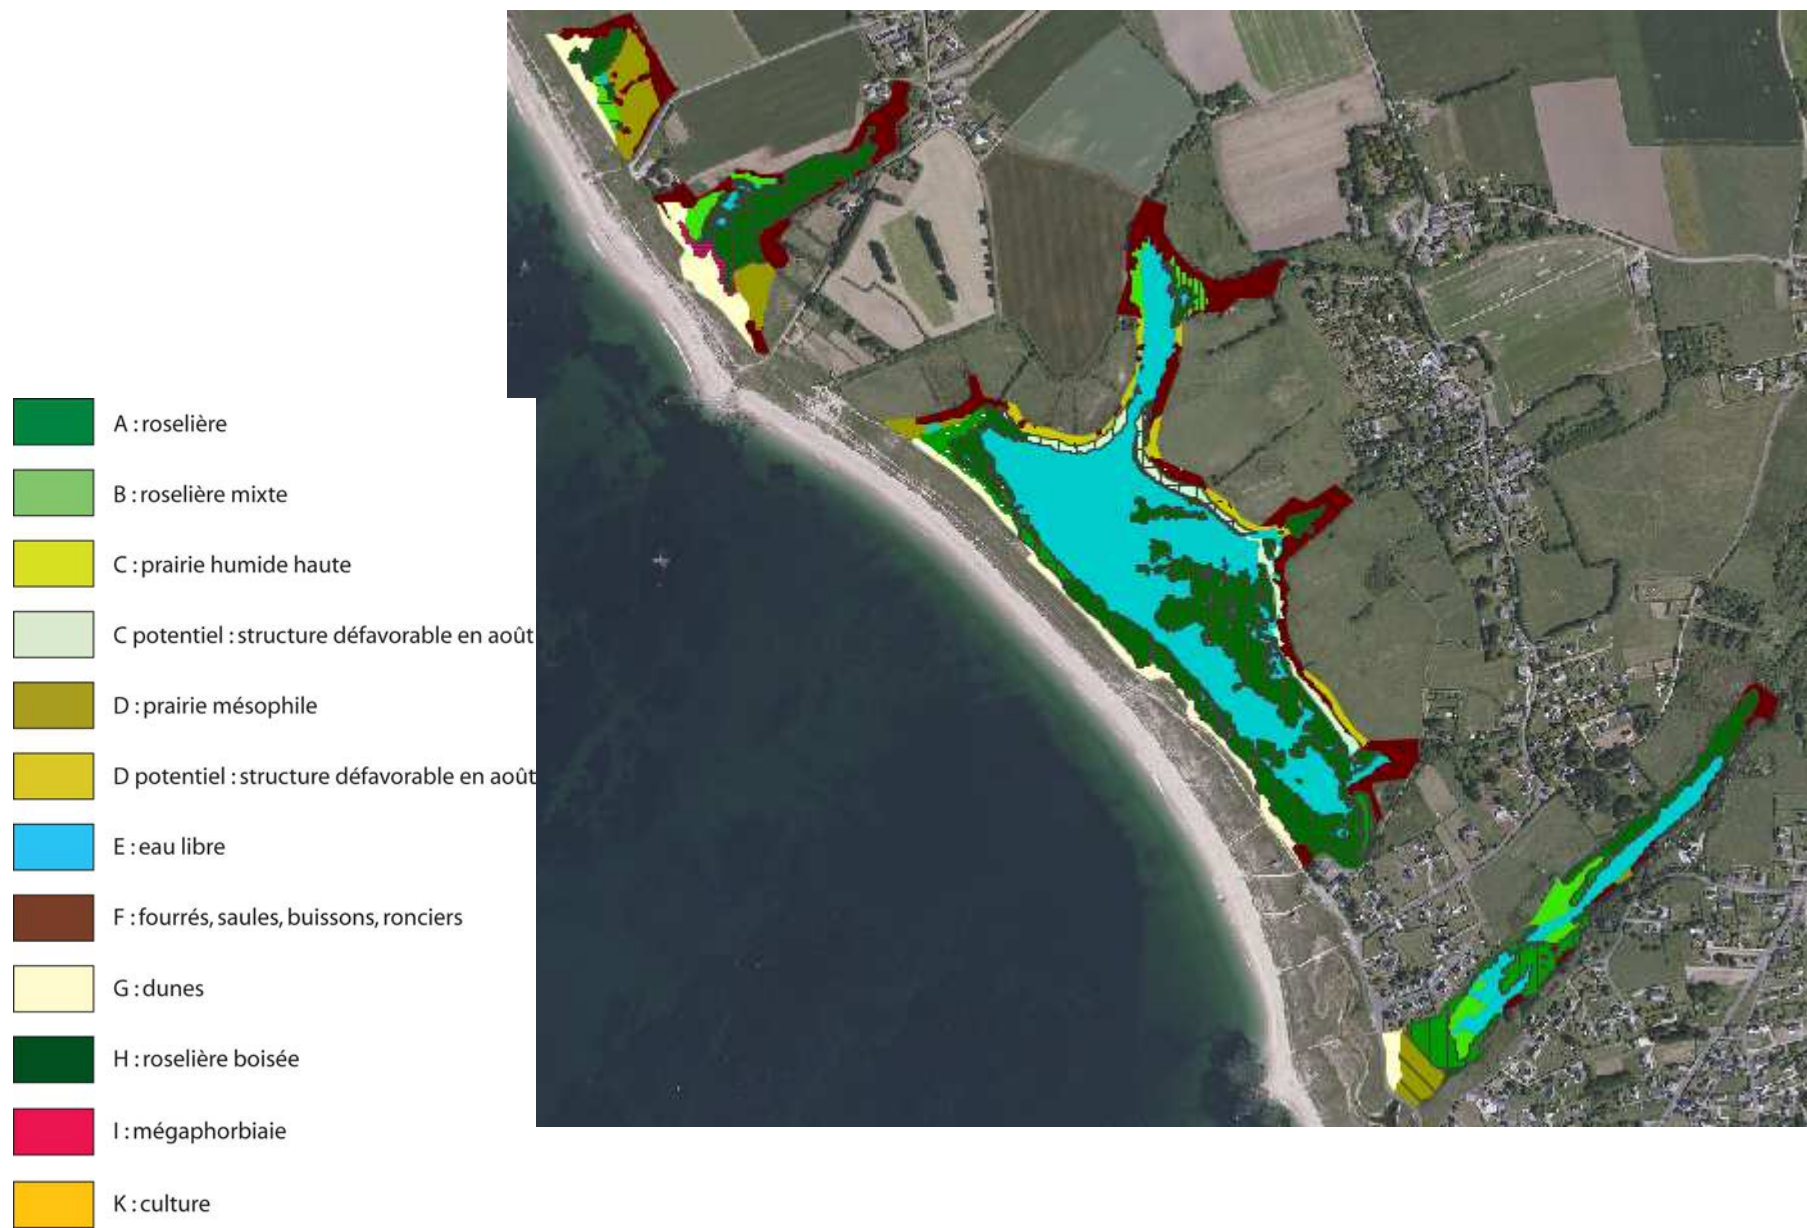 A : roselière
B : roselière mixte
C : prairie humide haute
C potentiel : structure défavorable en août
D : prairie mésophile
D potentiel : structure défavorable en août
E : eau libre
F : fourrés, saules, buissons, ronciers
G : dunes
H : roselière boisée
I : mégaphorbiaie
K : culture